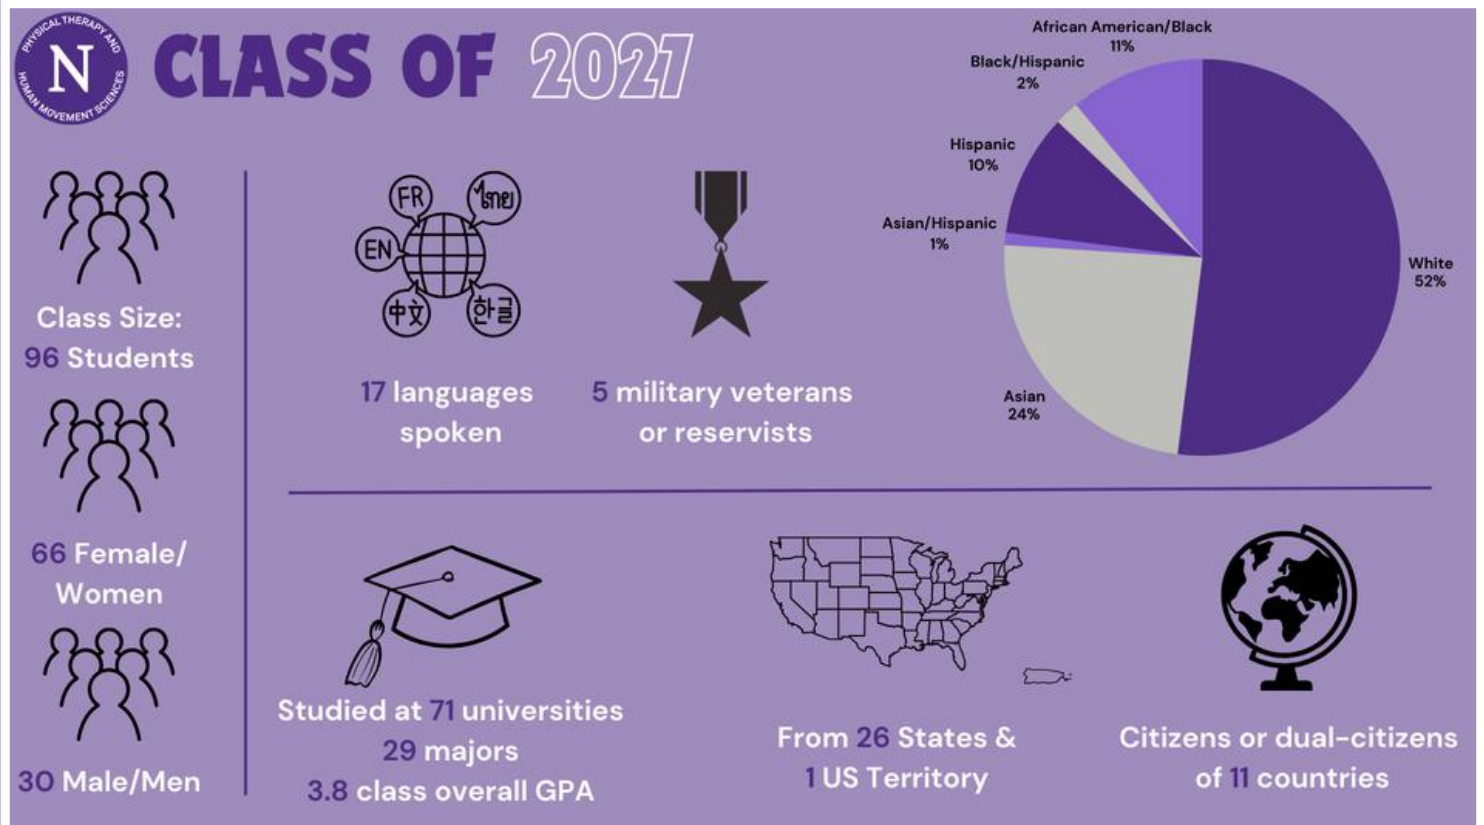 PHYSICAL THERAPY AND
HUMAN MOVEMENT SCIENCES
N
CLASS OF 2027
Class Size:
96 Students
66 Female/
Women
30 Male/Men
FR
ไทย
EN
中文
한글
17 languages
spoken
5 military veterans
or reservists
African American/Black
11%
Black/Hispanic
2%
Hispanic
10%
Asian/Hispanic
1%
White
52%
Asian
24%
Studied at 71 universities
29 majors
3.8 class overall GPA
From 26 States &
1 US Territory
Citizens or dual-citizens
of 11 countries